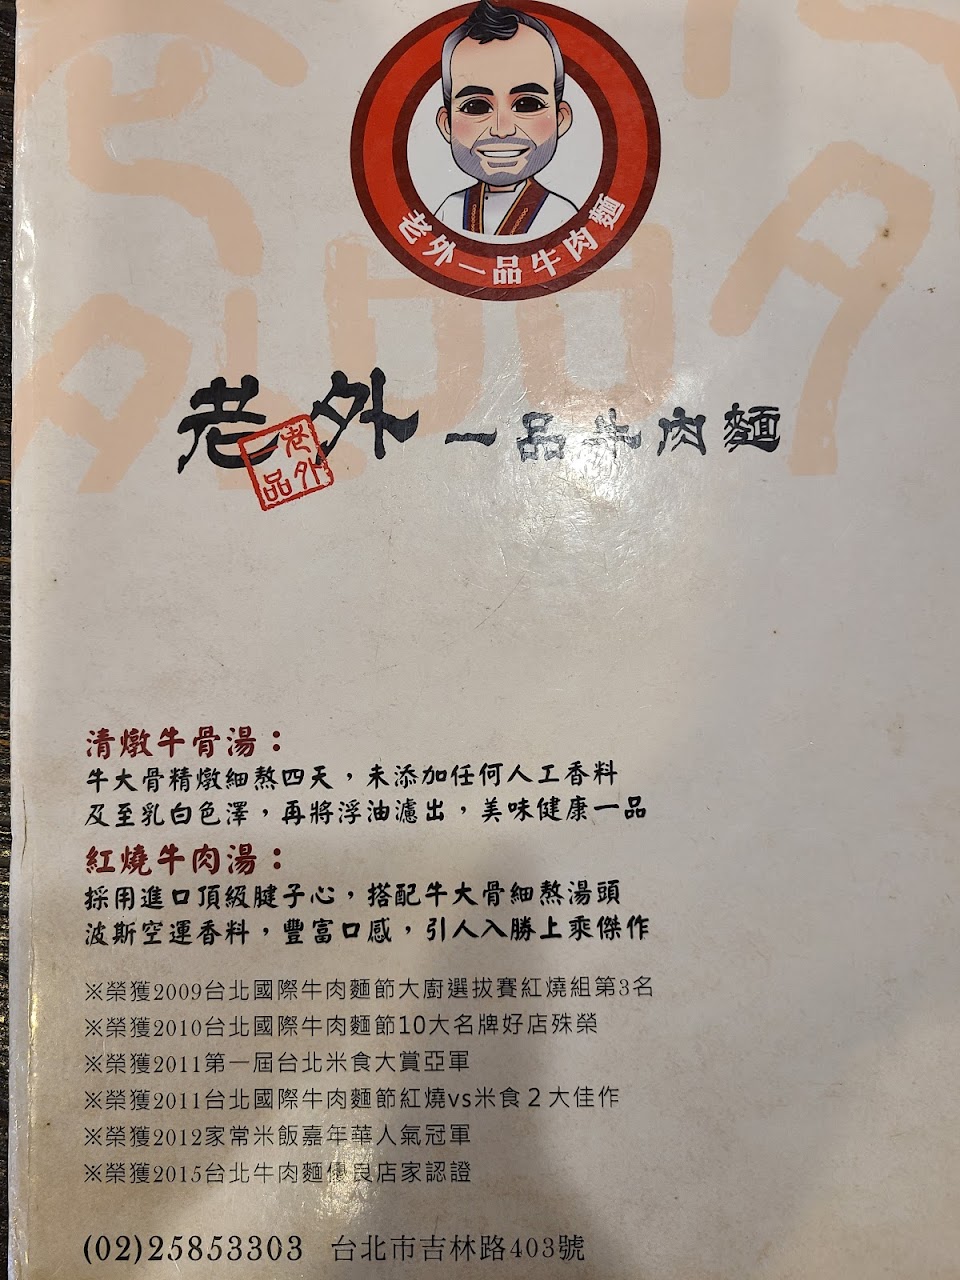 老外一品牛肉麵
老外一品牛肉麵
老外
一品
清燉牛骨湯：
牛大骨精燉細熬四天，未添加任何人工香料
及至乳白色澤，再將浮油濾出，美味健康一品
紅燒牛肉湯：
採用進口頂級腱子心，搭配牛大骨細熬湯頭
波斯空運香料，豐富口感，引人入勝上乘傑作
※榮獲2009台北國際牛肉麵節大廚選拔賽紅燒組第3名
※榮獲2010台北國際牛肉麵節10大名牌好店殊榮
※榮獲2011第一屆台北米食大賞亞軍
※榮獲2011台北國際牛肉麵節紅燒vs米食２大佳作
※榮獲2012家常米飯嘉年華人氣冠軍
※榮獲2015台北牛肉麵優良店家認證
(02)25853303 台北市吉林路403號